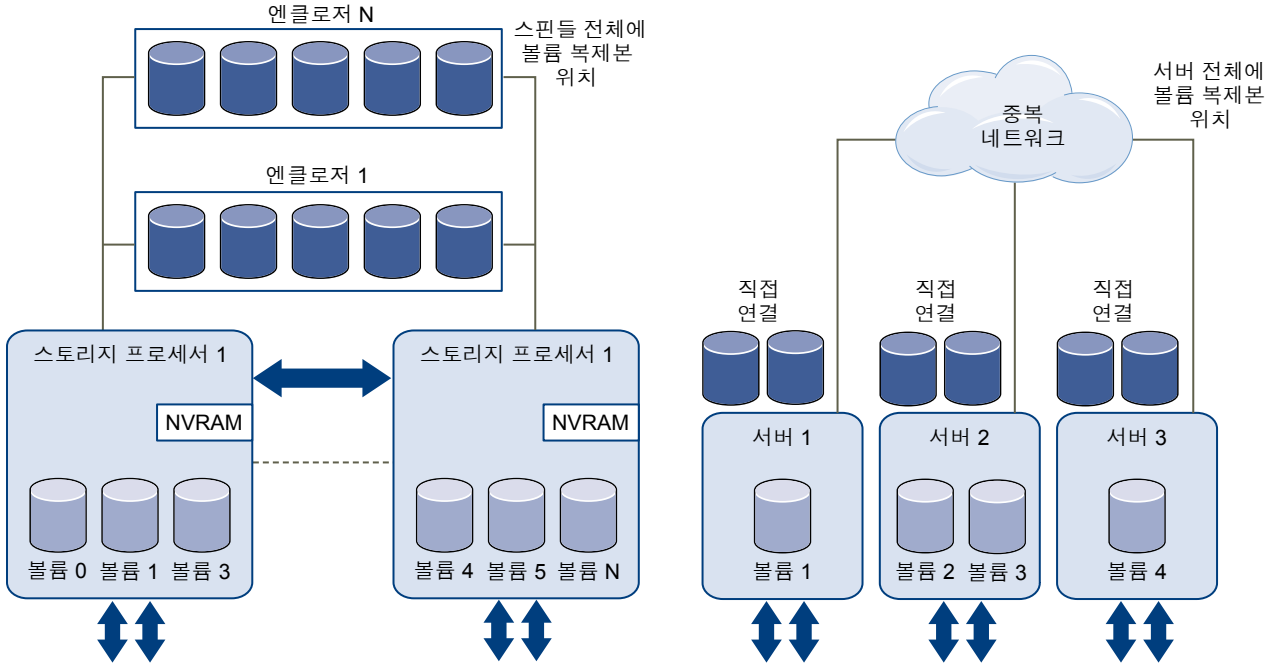 엔클로저 N
스핀들 전체에
볼륨 복제본
위치
엔클로저 1
스토리지 프로세서 1
스토리지 프로세서 1
NVRAM
NVRAM
볼륨 0
볼륨 1
볼륨 3
볼륨 4
볼륨 5
볼륨 N
서버 전체에
볼륨 복제본
위치
중복
네트워크
직접
연결
직접
연결
직접
연결
서버 1
서버 2
서버 3
볼륨 1
볼륨 2
볼륨 3
볼륨 4